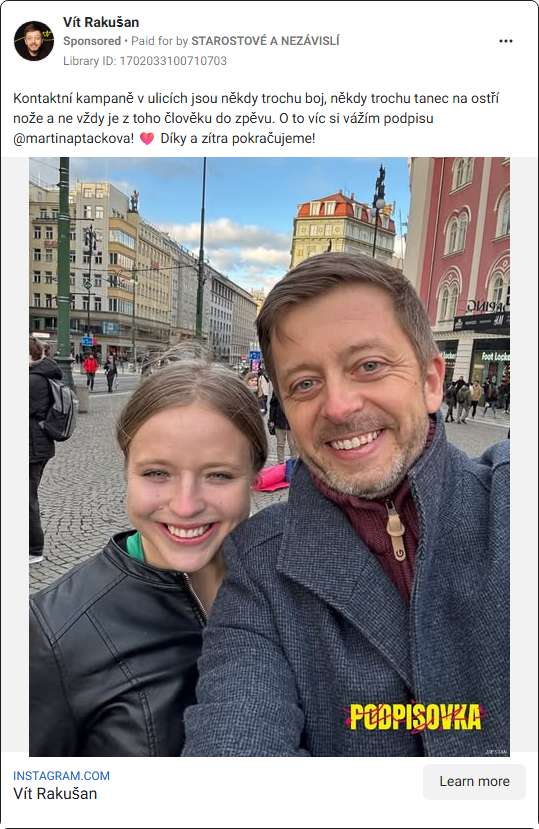 Vít Rakušan
Sponsored • Paid for by STAROSTOVÉ A NEZÁVISLÍ
Library ID: 1702033100710703
Kontaktní kampaně v ulicích jsou někdy trochu boj, někdy trochu tanec na ostří
nože a ne vždy je z toho člověku do zpěvu. O to víc si vážím podpisu
@martinaptackova! 💓 Díky a zítra pokračujeme!
Foot Locker
PODPISOVKA
INSTAGRAM.COM
Vít Rakušan
Learn more